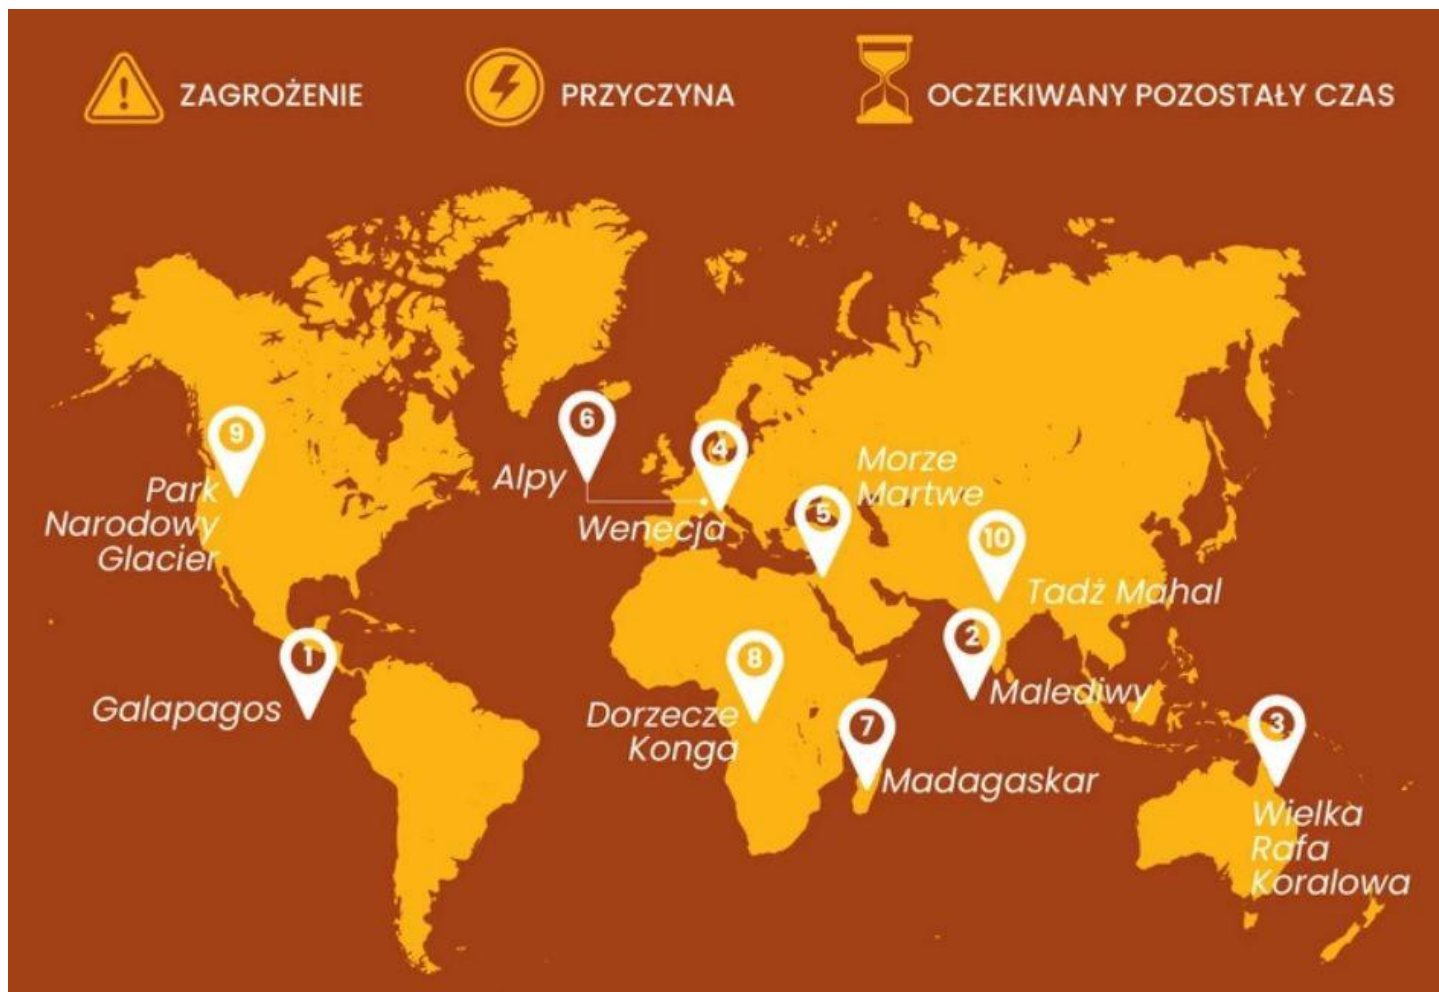 ZAGROŻENIE
PRZYCZYNA
OCZEKIWANY POZOSTAŁY CZAS
9
Park
Narodowy
Glacier
6
Alpy
4
Wenecja
5
Morze
Martwe
10
Tadż Mahal
1
Galapagos
8
Dorzecze
Konga
2
Malediwy
7
Madagaskar
3
Wielka
Rafa
Koralowa